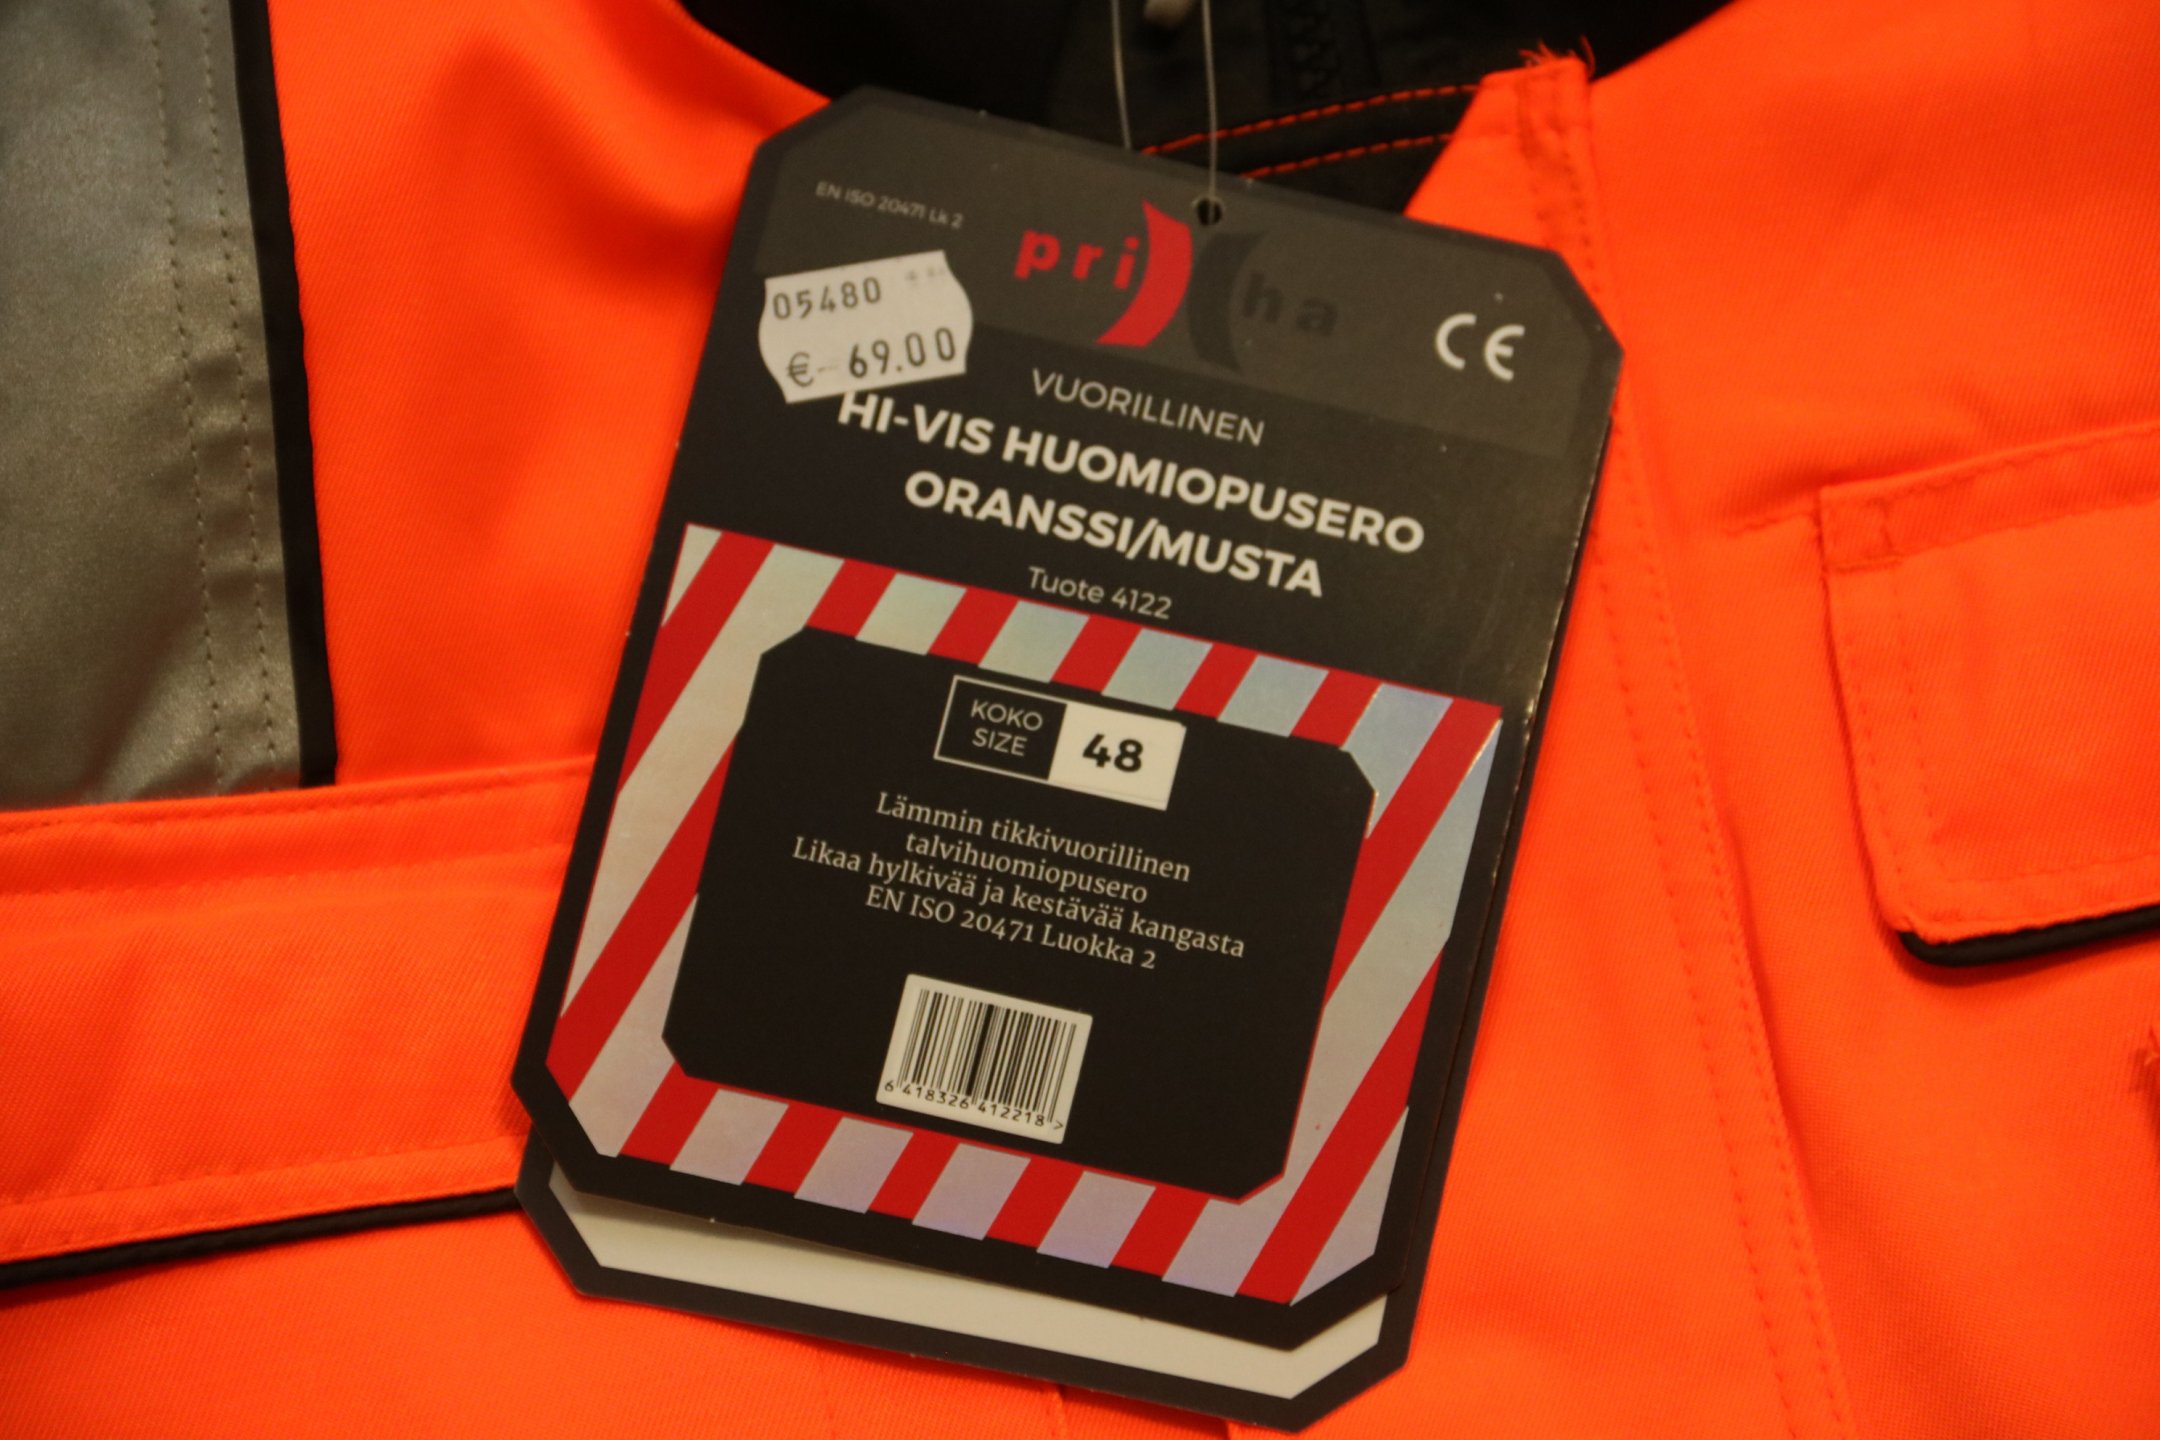 EN ISO 20471 Lk 2
pri ha
05480
€- 69.00
CE
VUORILLINEN
HI-VIS HUOMIOPUSERO
ORANSSI/MUSTA
Tuote 4122
KOKO
SIZE
48
Lämmin tikkivuorillinen
talvihuomiopusero
Likaa hylkivää ja kestävää kangasta
EN ISO 20471 Luokka 2
6 418326 412218 >